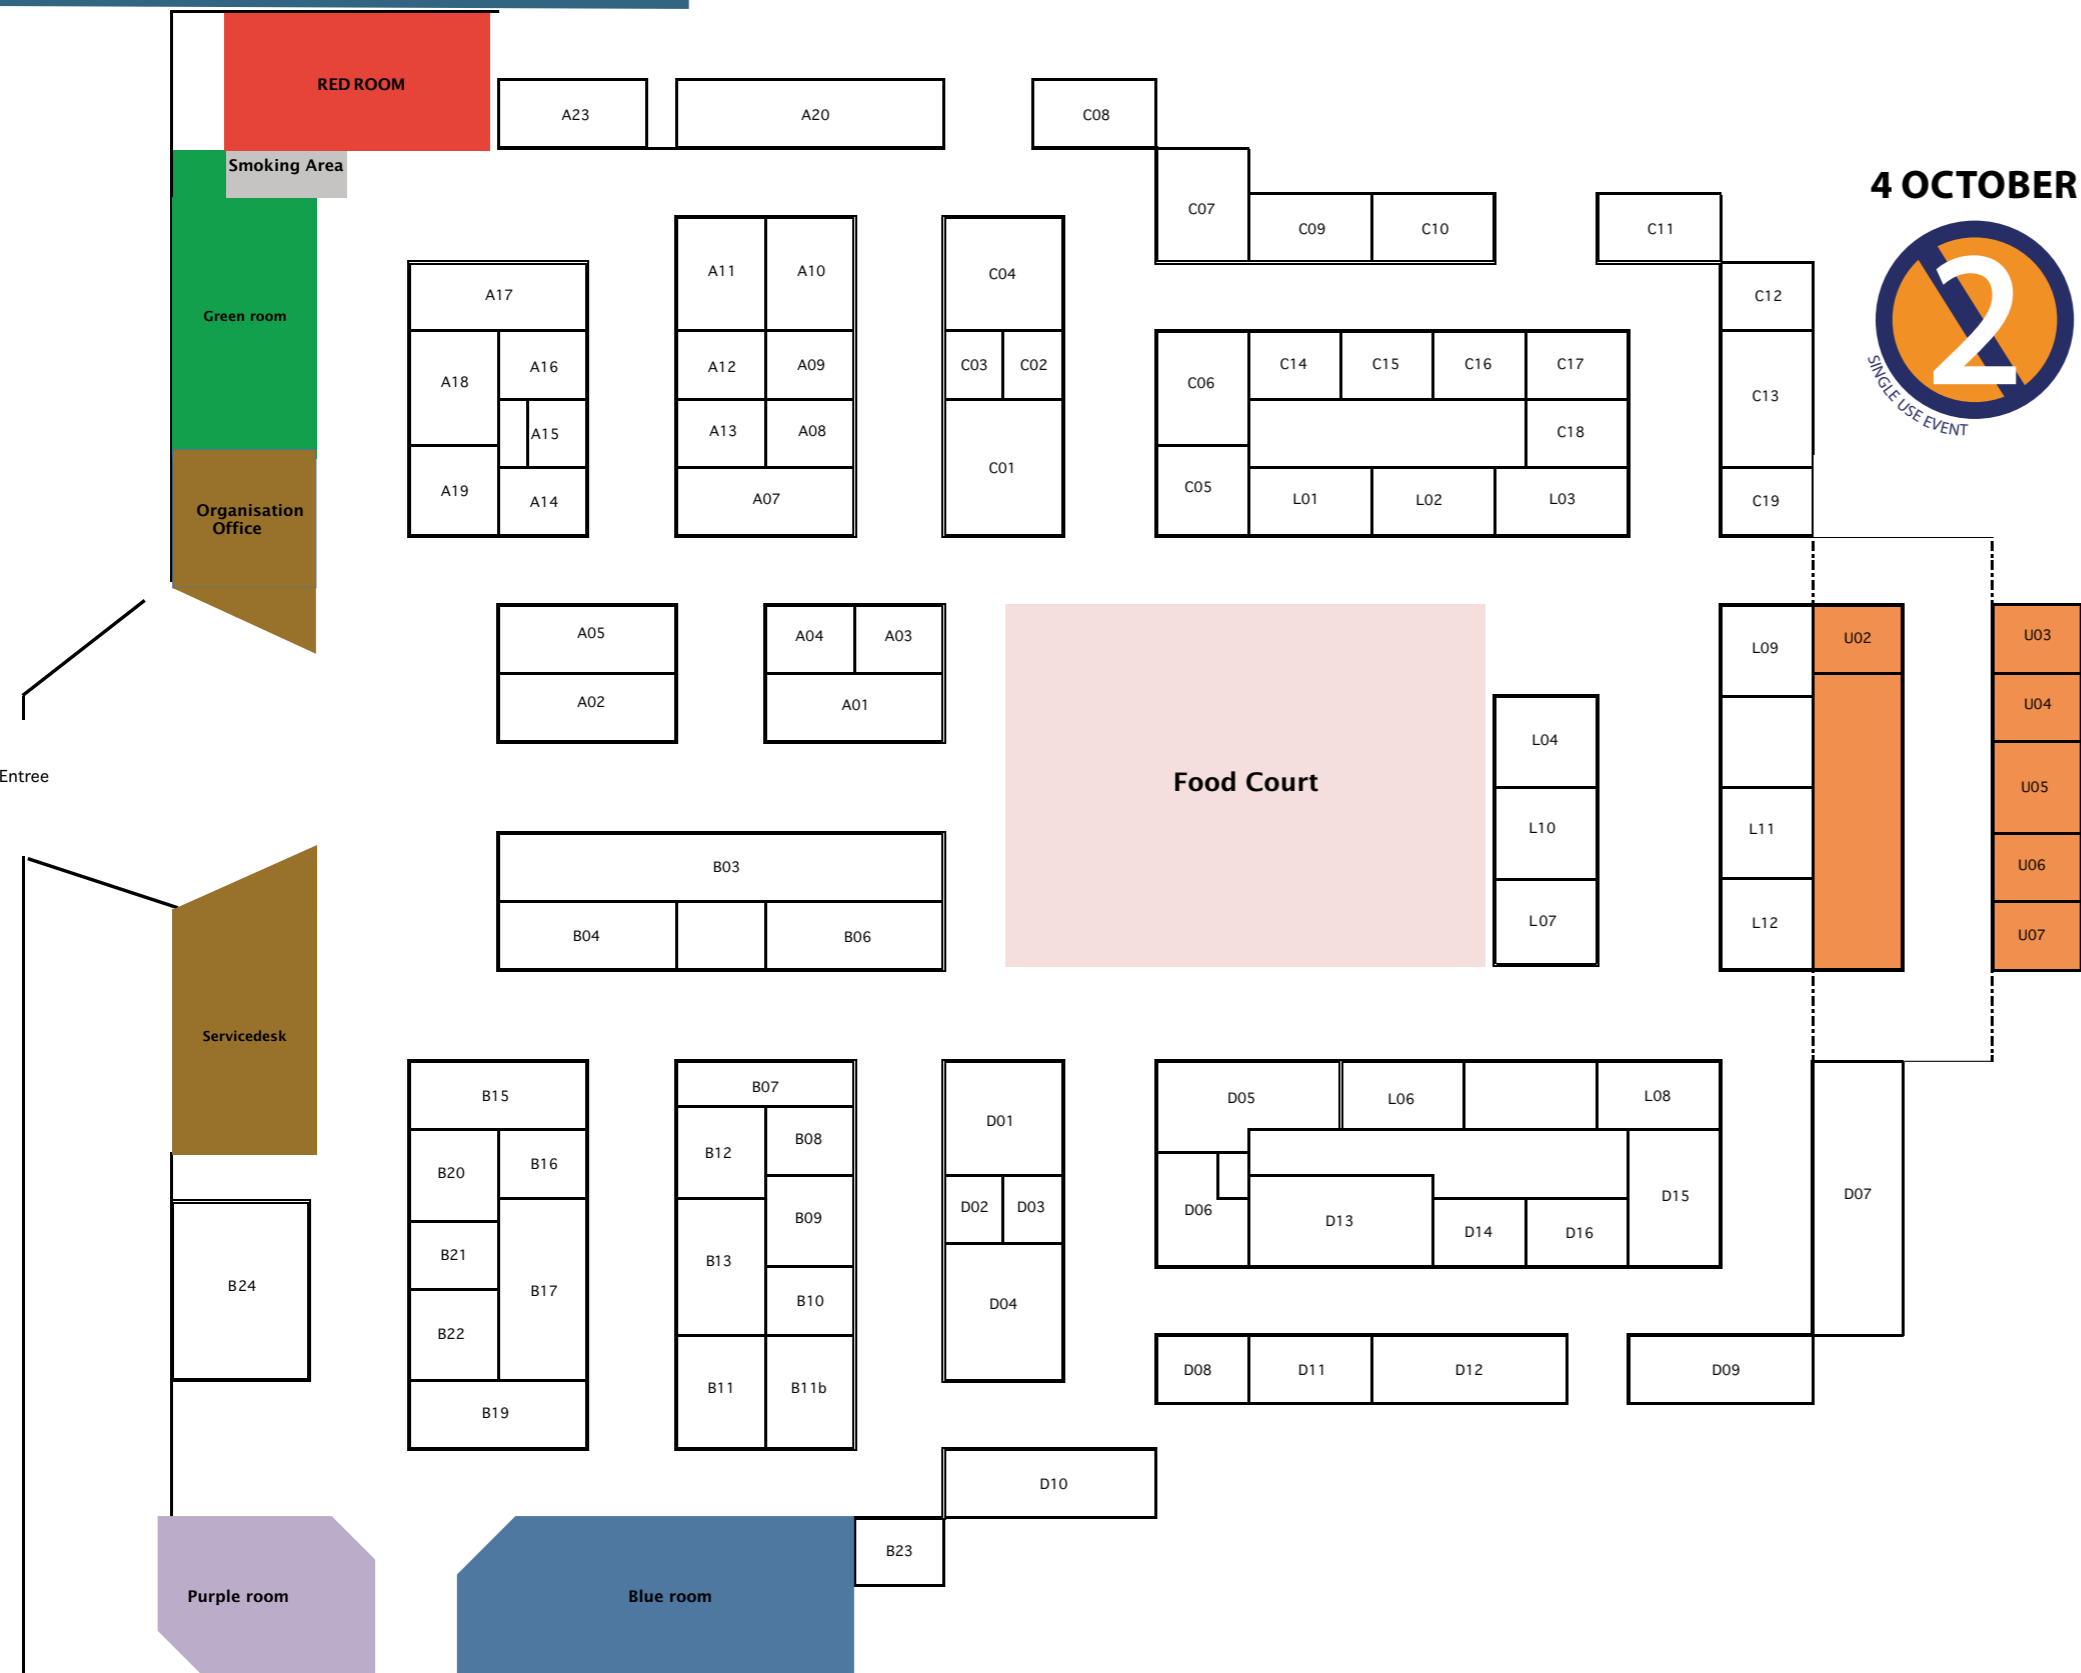 RED ROOM
A23
A20
C08
Smoking Area
4 OCTOBER
C07
C09
C10
C11
2
SINGLE USE EVENT
A11
A10
C04
A17
C12
Green room
A18
A16
A12
A09
C03
C02
C06
C14
C15
C16
C17
C13
A15
A13
A08
C18
C01
A19
A14
A07
C05
L01
L02
L03
C19
Organisation
Office
A05
A04
A03
L09
U02
U03
A02
A01
U04
L04
Entree
Food Court
U05
L10
L11
B03
U06
L07
L12
B04
B06
U07
Servicedesk
B15
B07
D01
D05
L06
L08
B20
B16
B12
B08
D02
D03
D06
D13
D14
D16
D15
D07
B09
B21
B24
B17
B13
B10
D04
B22
B11
B11b
D08
D11
D12
D09
B19
D10
B23
Purple room
Blue room